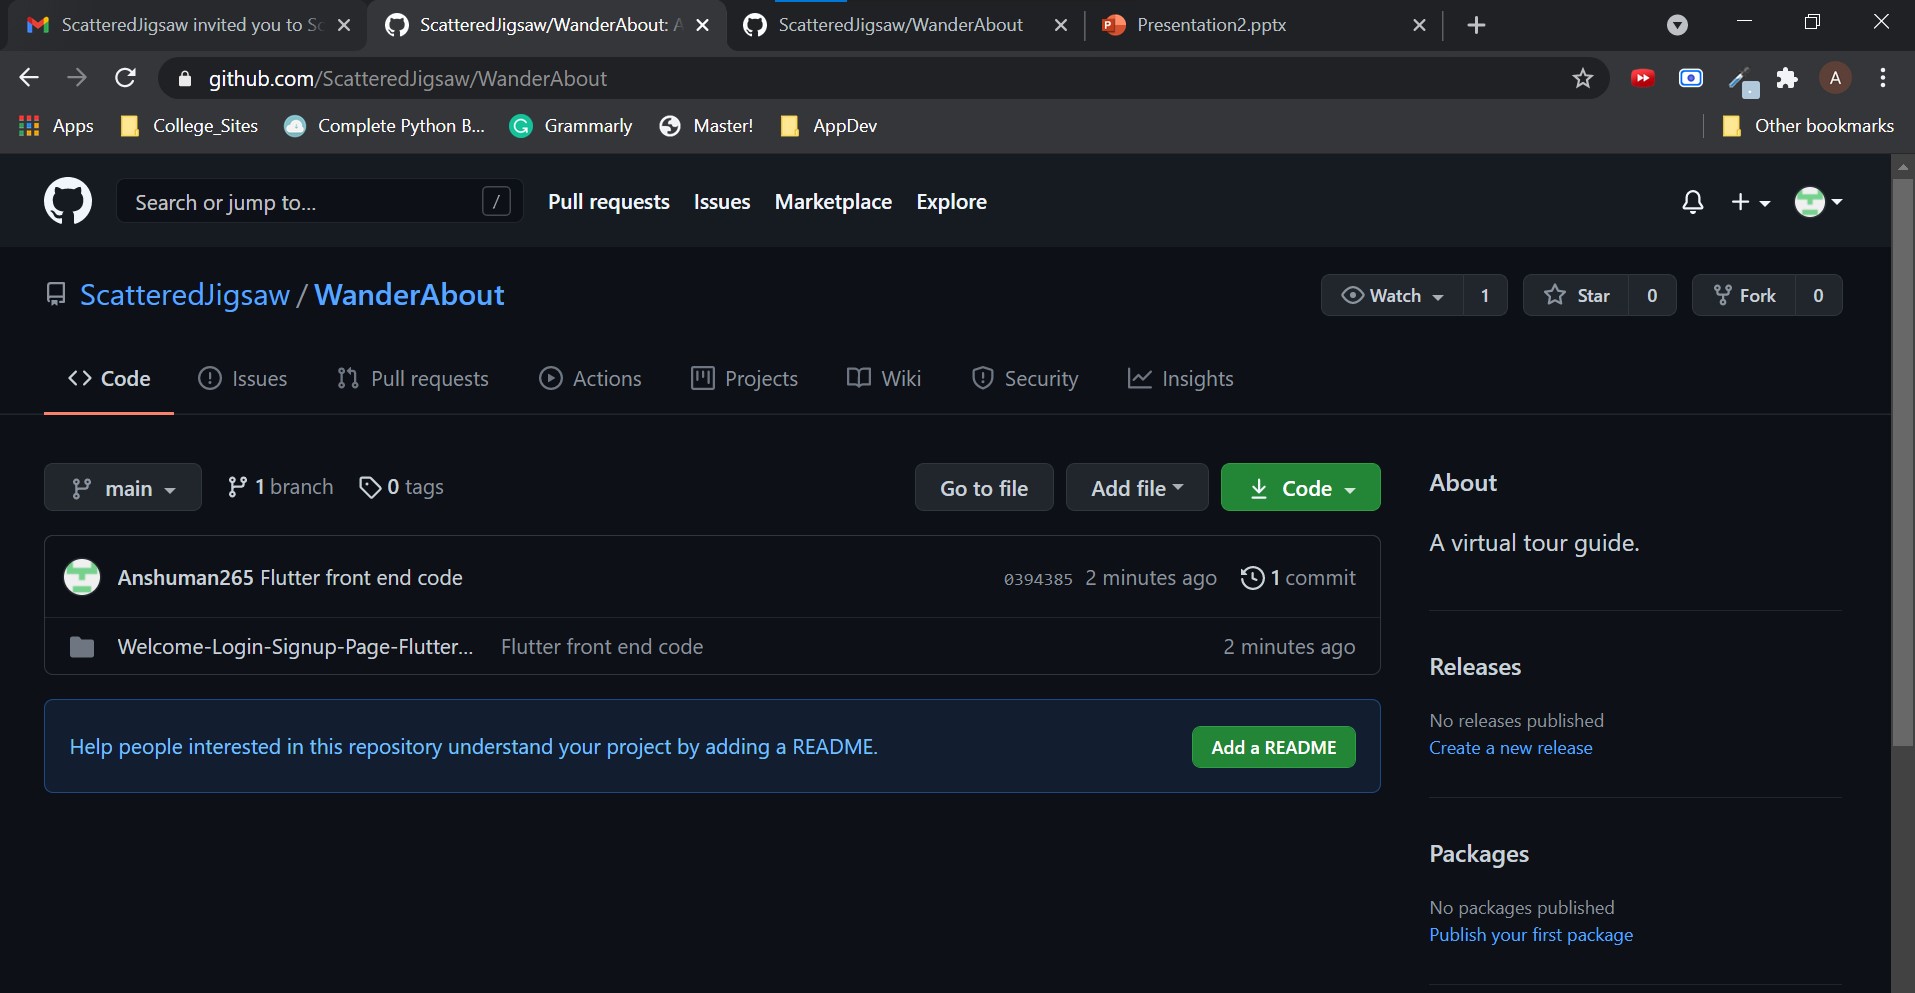 ScatteredJigsaw invited you to Sc
ScatteredJigsaw/WanderAbout: A
ScatteredJigsaw/WanderAbout
Presentation2.pptx
github.com/ScatteredJigsaw/WanderAbout
A
Apps
College_Sites
Complete Python B...
Grammarly
Master!
AppDev
Other bookmarks
Search or jump to...
/
Pull requests
Issues
Marketplace
Explore
ScatteredJigsaw / WanderAbout
Watch 1
Star 0
Fork 0
Code
Issues
Pull requests
Actions
Projects
Wiki
Security
Insights
main
1 branch
0 tags
Go to file
Add file
Code
Anshuman265 Flutter front end code
0394385 2 minutes ago
1 commit
Welcome-Login-Signup-Page-Flutter...
Flutter front end code
2 minutes ago
Help people interested in this repository understand your project by adding a README.
Add a README
About
A virtual tour guide.
Releases
No releases published
Create a new release
Packages
No packages published
Publish your first package